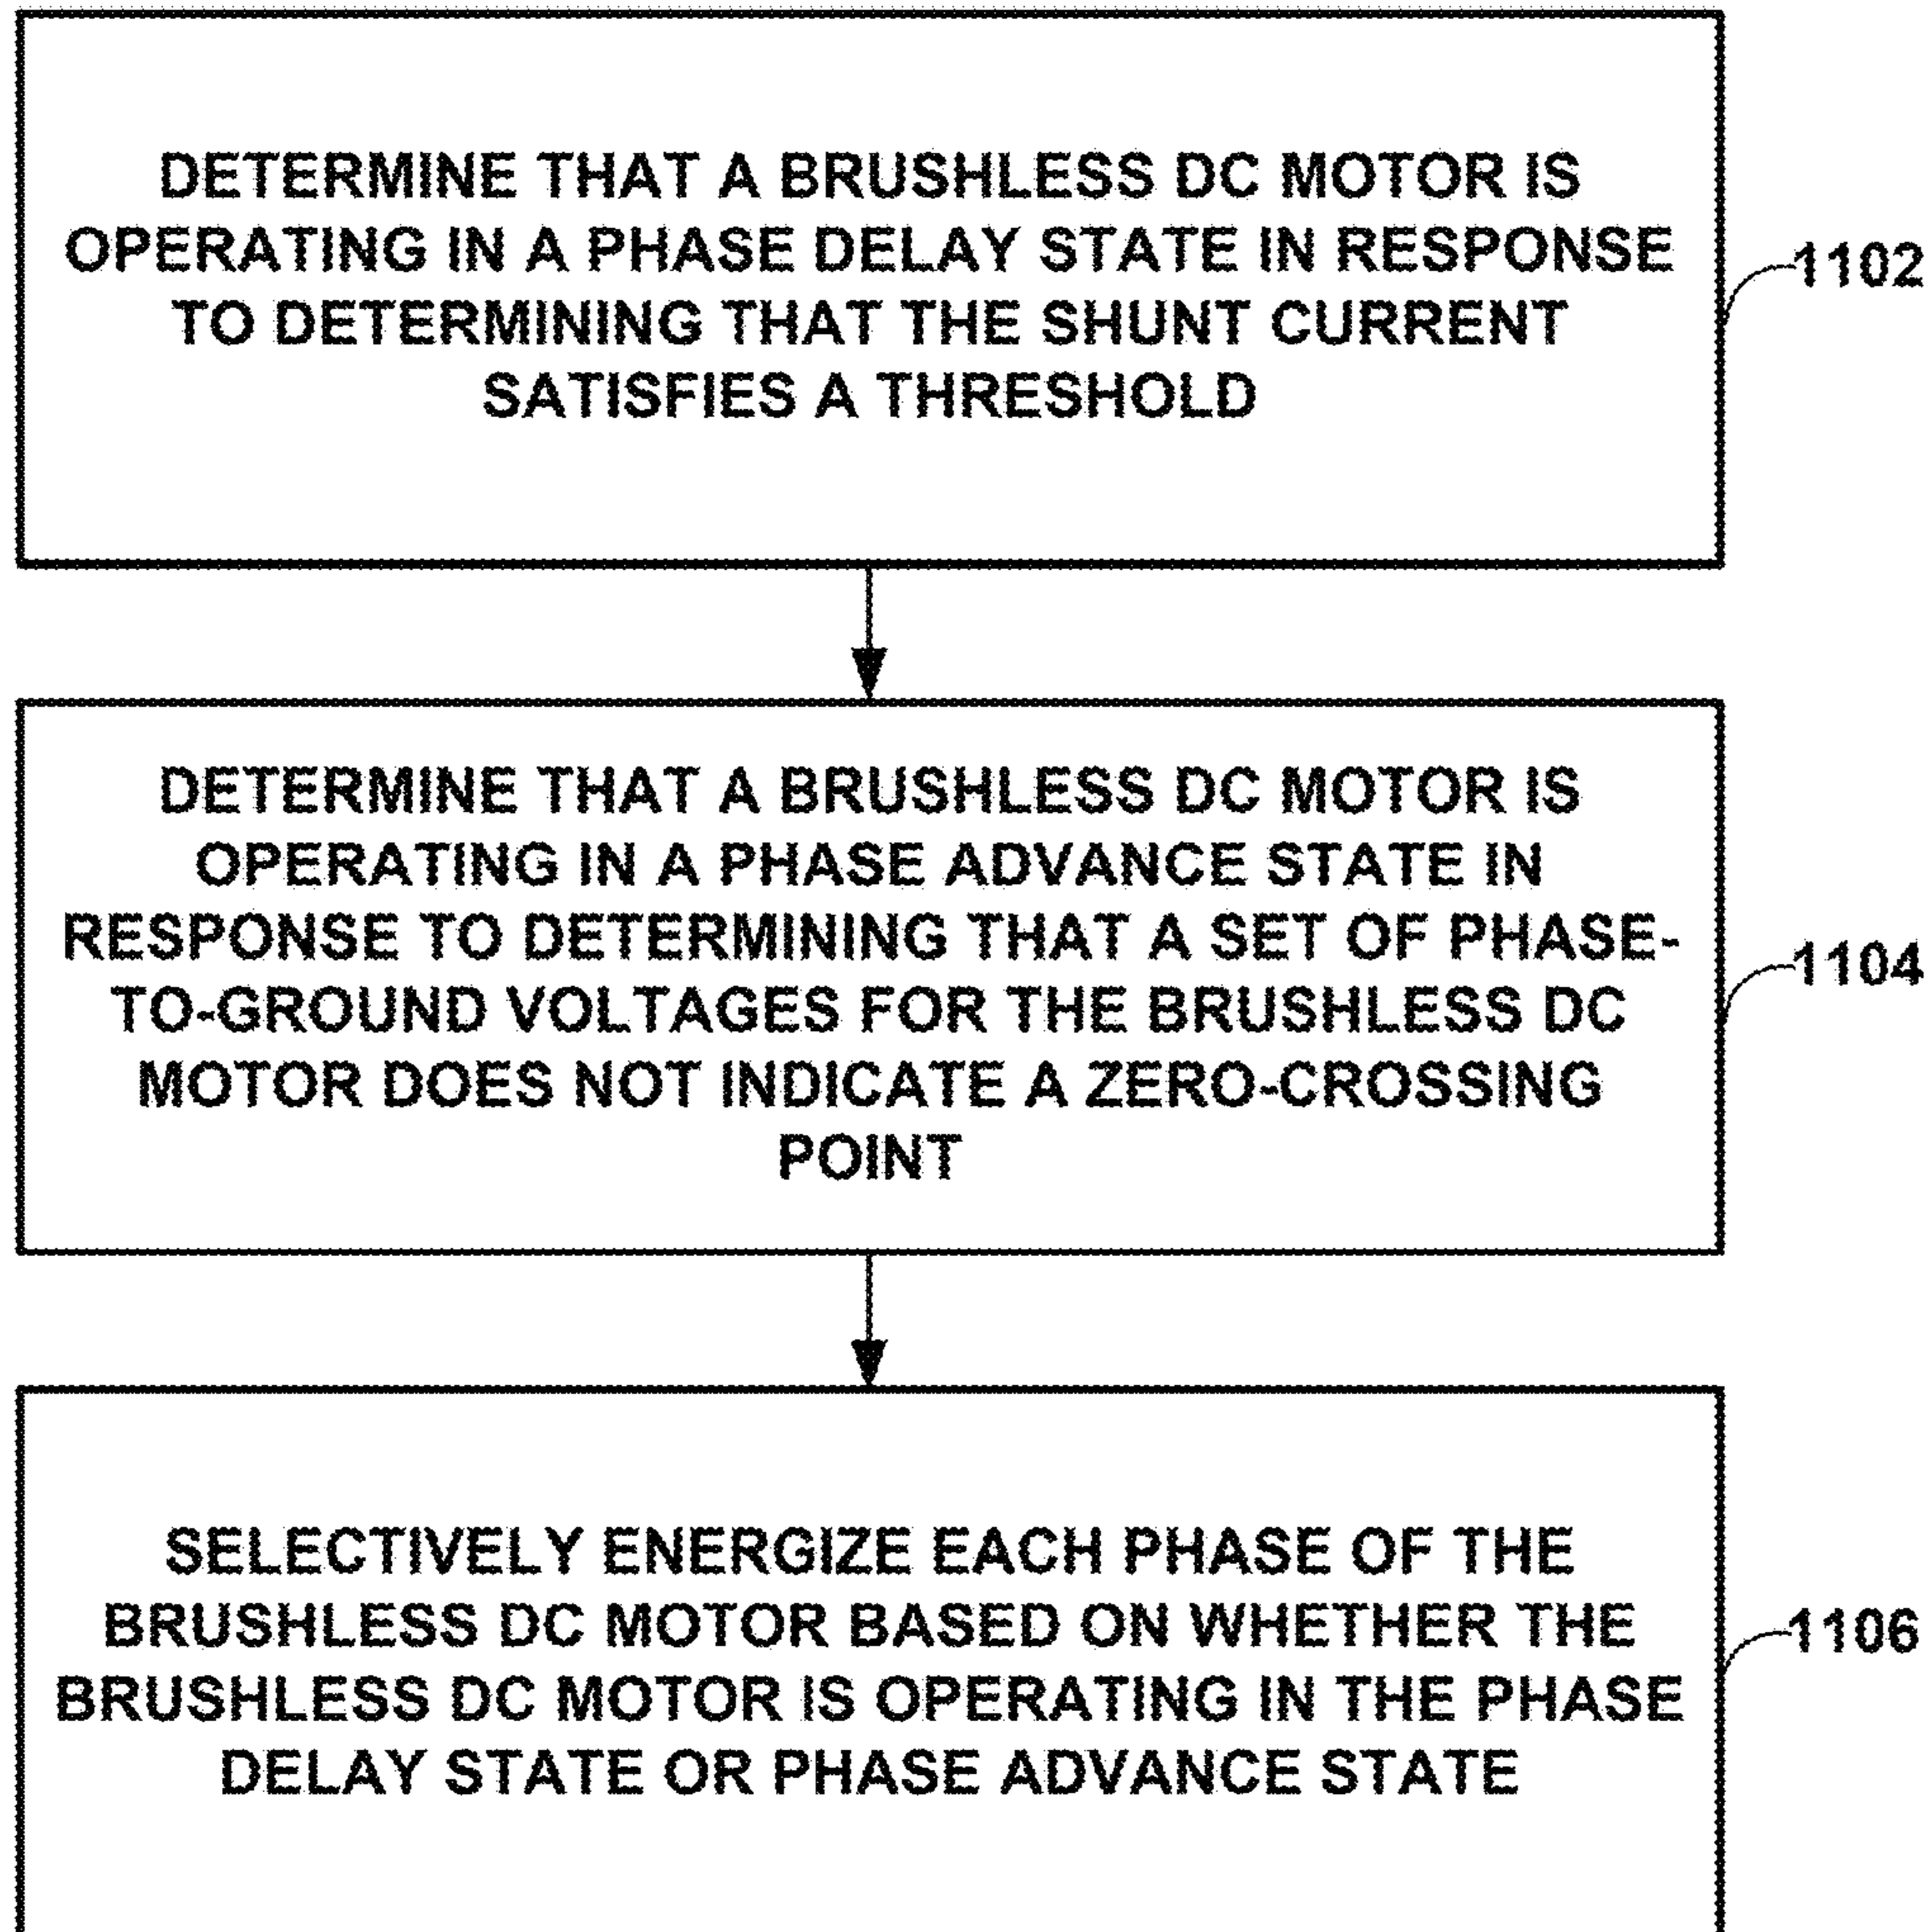 DETERMINE THAT A BRUSHLESS DC MOTOR IS
OPERATING IN A PHASE DELAY STATE IN RESPONSE
TO DETERMINING THAT THE SHUNT CURRENT
SATISFIES A THRESHOLD
1102
DETERMINE THAT A BRUSHLESS DC MOTOR IS
OPERATING IN A PHASE ADVANCE STATE IN
RESPONSE TO DETERMINING THAT A SET OF PHASE-
TO-GROUND VOLTAGES FOR THE BRUSHLESS DC
MOTOR DOES NOT INDICATE A ZERO-CROSSING
POINT
1104
SELECTIVELY ENERGIZE EACH PHASE OF THE
BRUSHLESS DC MOTOR BASED ON WHETHER THE
BRUSHLESS DC MOTOR IS OPERATING IN THE PHASE
DELAY STATE OR PHASE ADVANCE STATE
1106